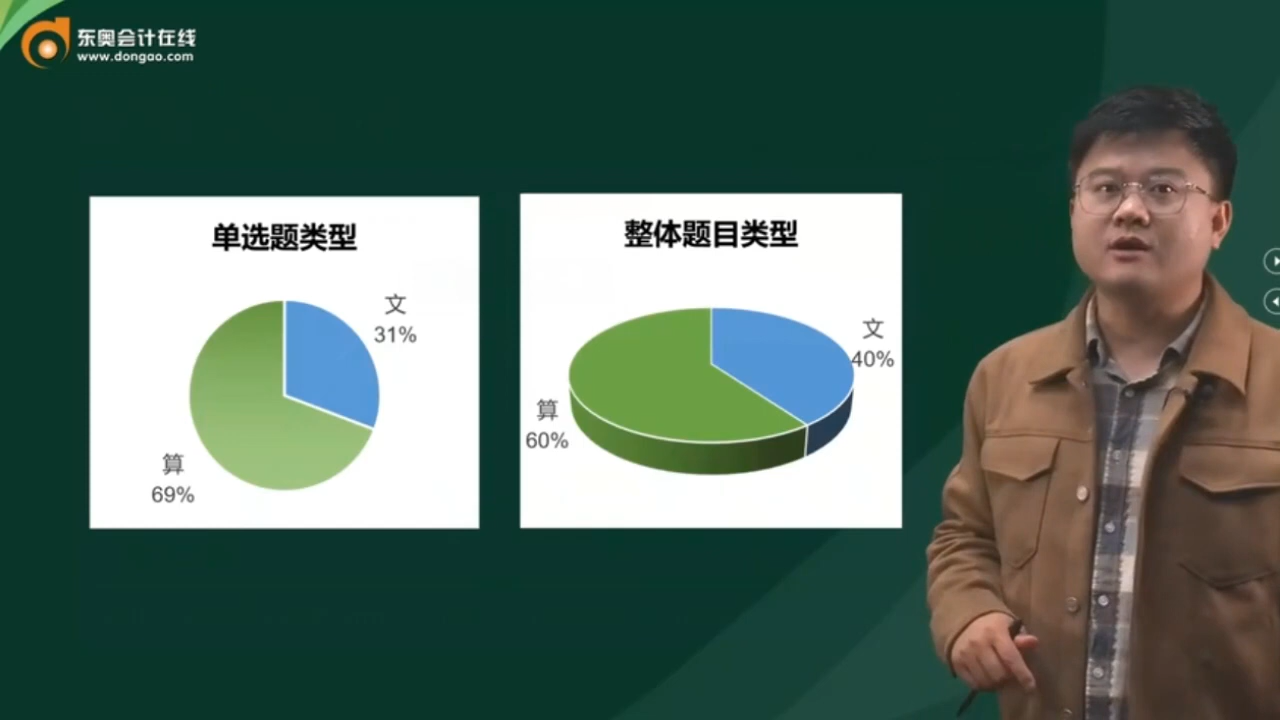 东奥会计在线
www.dongao.com
单选题类型
文
31%
算
69%
整体题目类型
文
40%
算
60%